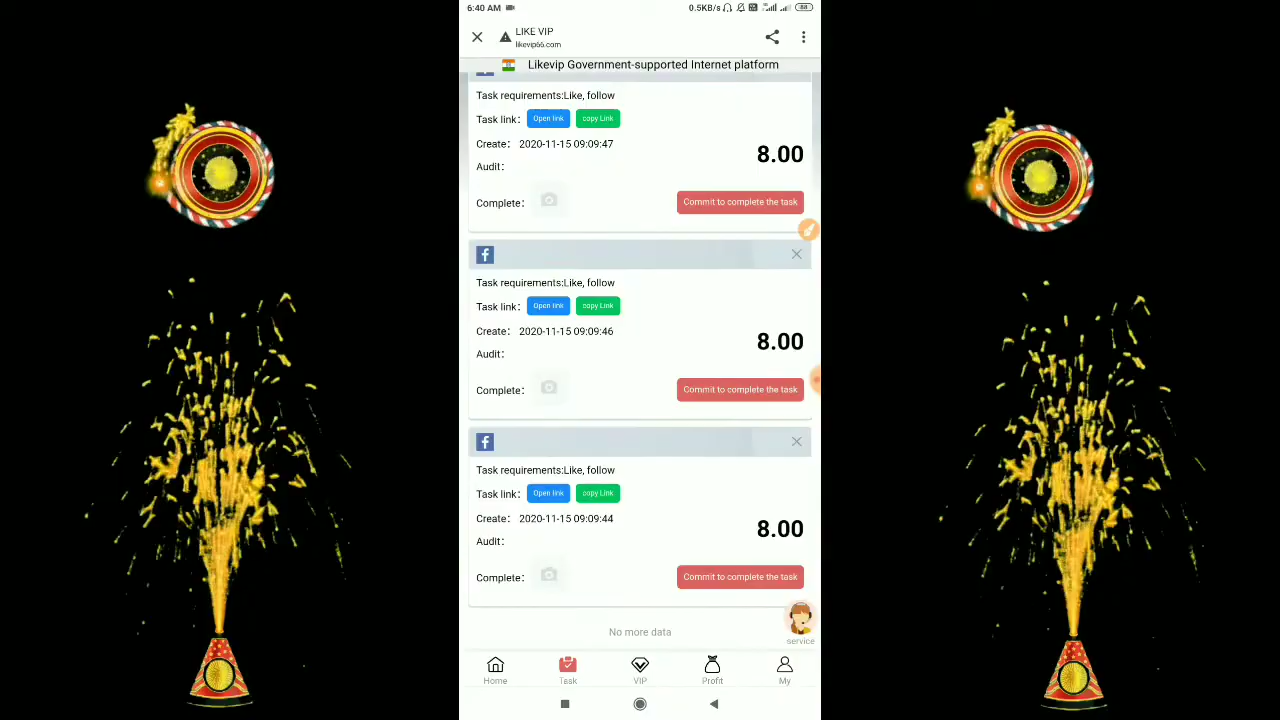 6:40 AM
0.5KB/s
88
LIKE VIP
likevip66.com
Likevip Government-supported Internet platform
Task requirements:Like, follow
Task link: Open link copy Link
Create: 2020-11-15 09:09:47
8.00
Audit:
Complete: Commit to complete the task
Task requirements:Like, follow
Task link: Open link copy Link
Create: 2020-11-15 09:09:46
8.00
Audit:
Complete: Commit to complete the task
Task requirements:Like, follow
Task link: Open link copy Link
Create: 2020-11-15 09:09:44
8.00
Audit:
Complete: Commit to complete the task
No more data
service
Home Task VIP Profit My